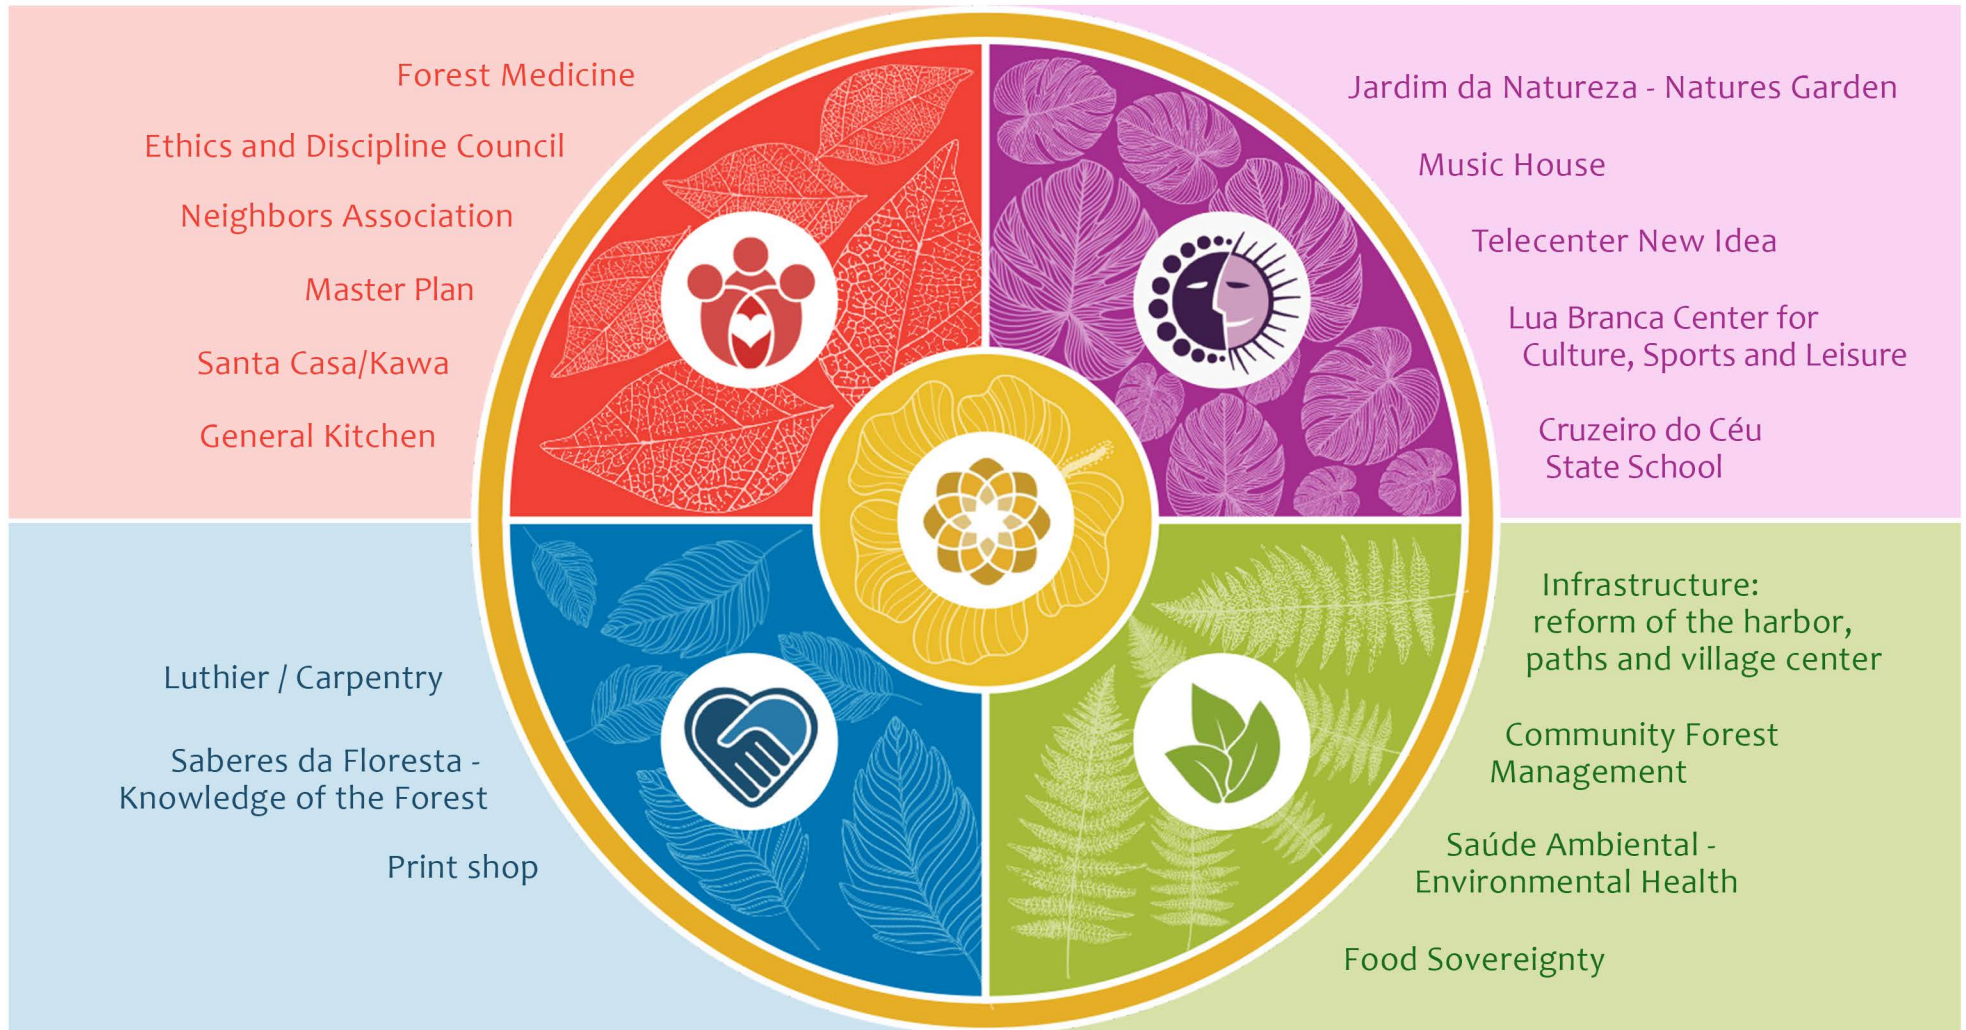 Forest Medicine
Ethics and Discipline Council
Neighbors Association
Master Plan
Santa Casa/Kawa
General Kitchen
Jardim da Natureza - Natures Garden
Music House
Telecenter New Idea
Lua Branca Center for
Culture, Sports and Leisure
Cruzeiro do Céu
State School
Luthier / Carpentry
Saberes da Floresta -
Knowledge of the Forest
Print shop
Infrastructure:
reform of the harbor,
paths and village center
Community Forest
Management
Saúde Ambiental -
Environmental Health
Food Sovereignty